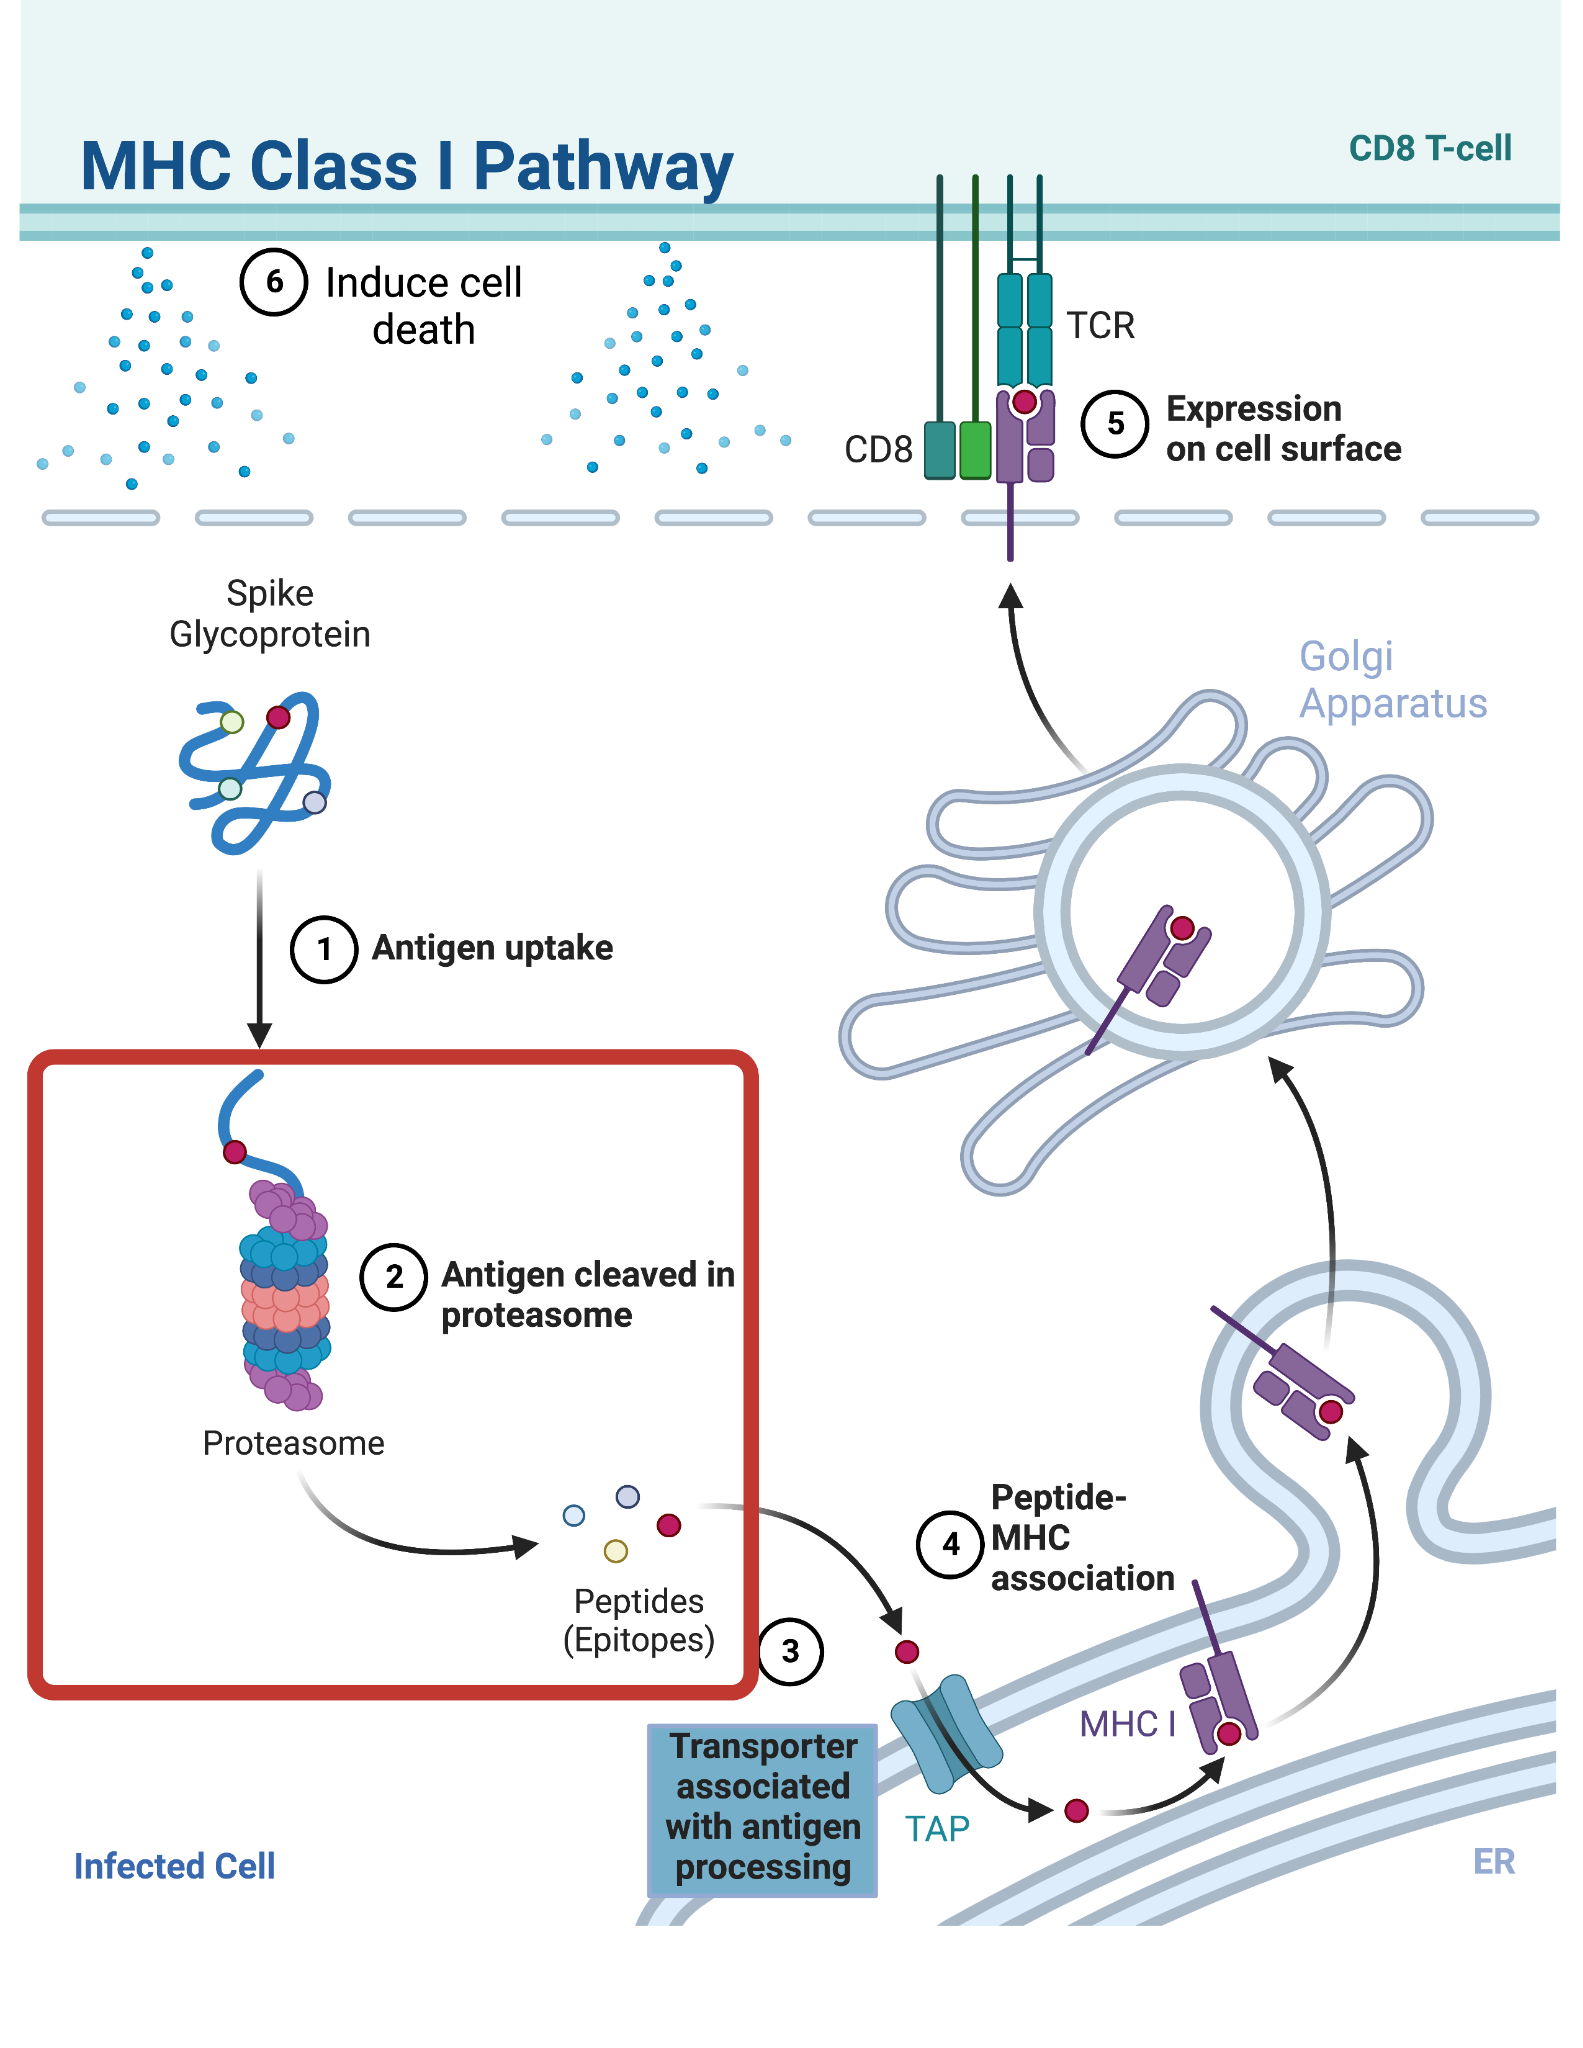 MHC Class I Pathway
CD8 T-cell
6
Induce cell
death
TCR
5
Expression
on cell surface
CD8
Spike
Glycoprotein
Golgi
Apparatus
1
Antigen uptake
2
Antigen cleaved in
proteasome
Proteasome
Peptides
(Epitopes)
3
4
Peptide-
MHC
association
MHC I
Transporter
associated
with antigen
processing
TAP
Infected Cell
ER